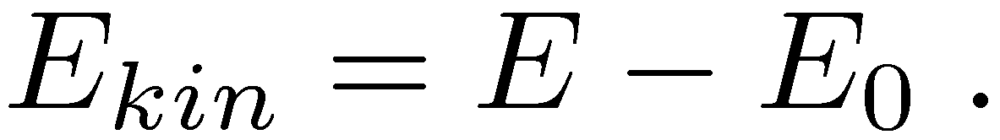 E_{kin} = E − E_0 .